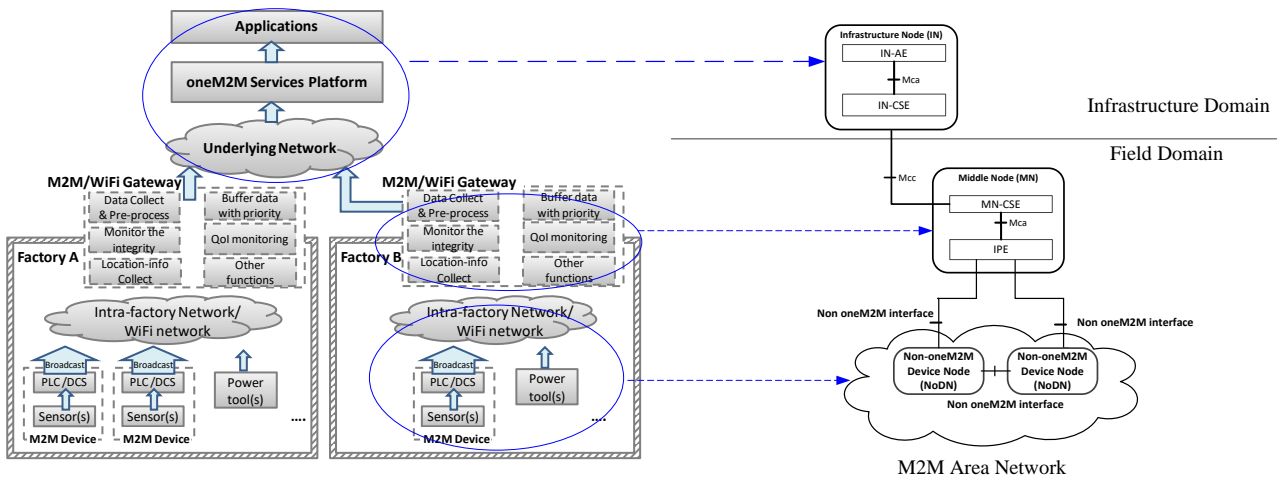 Applications
oneM2M Services Platform
Underlying Network
M2M/WiFi Gateway
Data Collect
& Pre-process
Buffer data
with priority
Monitor the
integrity
QoI monitoring
Location-info
Collect
Other
functions
Factory A
Intra-factory Network/
WiFi network
Broadcast
PLC/DCS
Sensor(s)
M2M Device
Broadcast
PLC/DCS
Sensor(s)
M2M Device
Power
tool(s)
....
M2M/WiFi Gateway
Data Collect
& Pre-process
Buffer data
with priority
Monitor the
integrity
QoI monitoring
Location-info
Collect
Other
functions
Factory B
Intra-factory Network/
WiFi network
Broadcast
PLC/DCS
Sensor(s)
M2M Device
Power
tool(s)
....
Infrastructure Node (IN)
IN-AE
Mca
IN-CSE
Infrastructure Domain
Field Domain
Mcc
Middle Node (MN)
MN-CSE
Mca
IPE
Non oneM2M interface
Non oneM2M interface
Non-oneM2M
Device Node
(NoDN)
Non-oneM2M
Device Node
(NoDN)
Non oneM2M interface
M2M Area Network